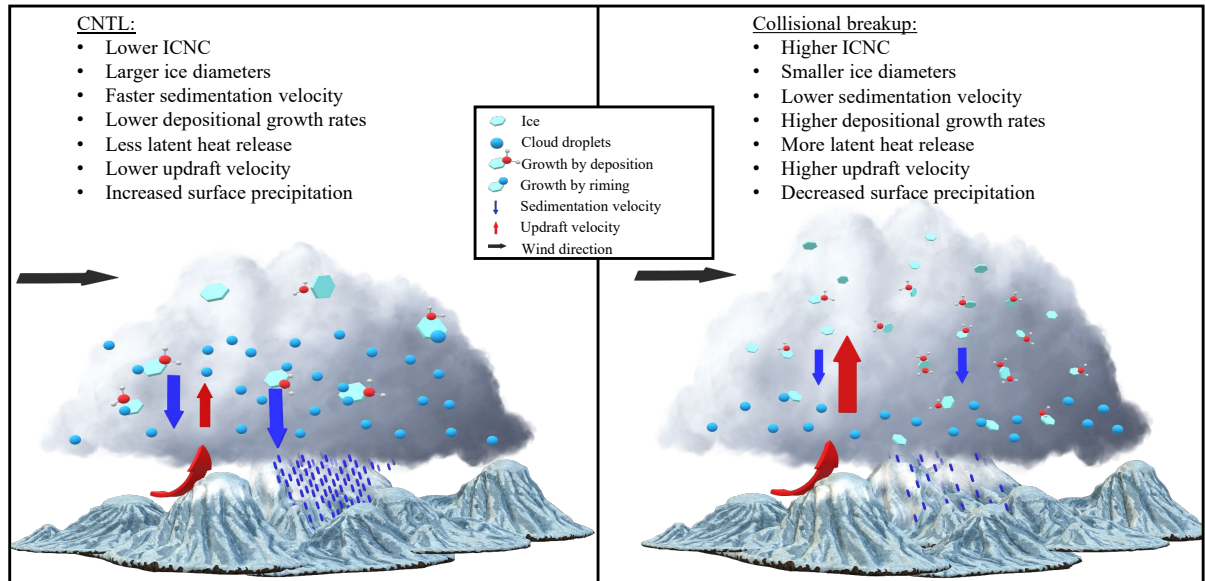 CNTL:
• Lower ICNC
• Larger ice diameters
• Faster sedimentation velocity
• Lower depositional growth rates
• Less latent heat release
• Lower updraft velocity
• Increased surface precipitation
Ice
Cloud droplets
Growth by deposition
Growth by riming
Sedimentation velocity
Updraft velocity
Wind direction
Collisional breakup:
• Higher ICNC
• Smaller ice diameters
• Lower sedimentation velocity
• Higher depositional growth rates
• More latent heat release
• Higher updraft velocity
• Decreased surface precipitation